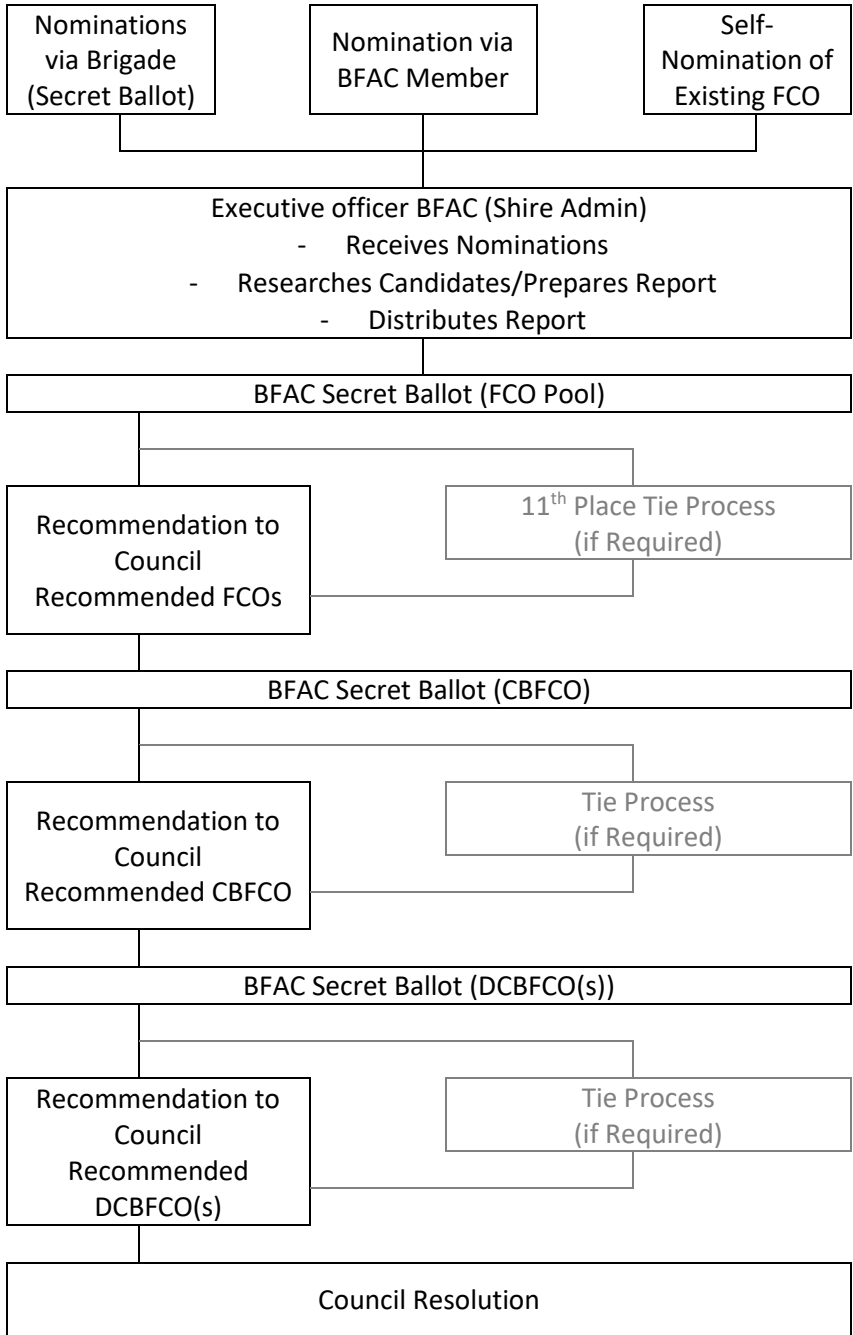 Nominations
via Brigade
(Secret Ballot)
Nomination via
BFAC Member
Self-
Nomination of
Existing FCO
Executive officer BFAC (Shire Admin)
- Receives Nominations
- Researches Candidates/Prepares Report
- Distributes Report
BFAC Secret Ballot (FCO Pool)
Recommendation to
Council
Recommended FCOs
11th Place Tie Process
(if Required)
BFAC Secret Ballot (CBFCO)
Recommendation to
Council
Recommended CBFCO
Tie Process
(if Required)
BFAC Secret Ballot (DCBFCO(s))
Recommendation to
Council
Recommended
DCBFCO(s)
Tie Process
(if Required)
Council Resolution